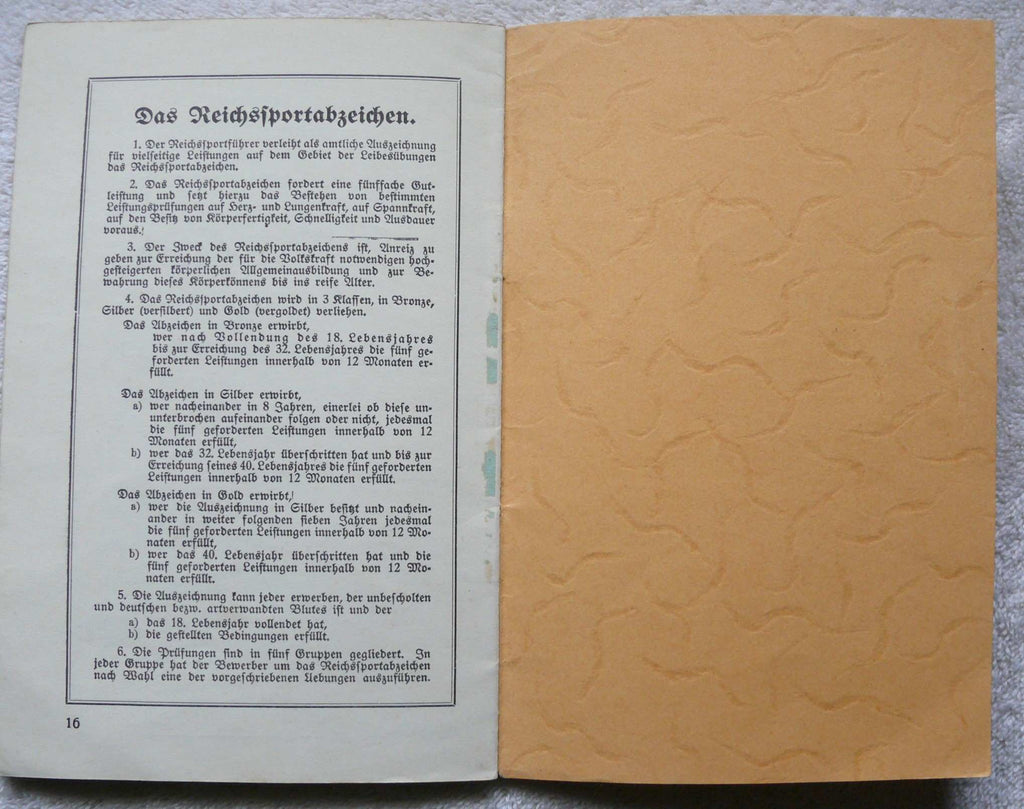 Das Reichssportabzeichen.
1. Der Reichssportführer verleiht als amtliche Auszeichnung
für vielseitige Leistungen auf dem Gebiet der Leibesübungen
das Reichssportabzeichen.
2. Das Reichssportabzeichen fordert eine fünffache Gut-
leistung und setzt hierzu das Bestehen von bestimmten
Leistungsprüfungen auf Herz- und Lungenkraft, auf Spannkraft,
auf den Besitz von Körperfertigkeit, Schnelligkeit und Ausdauer
voraus.
3. Der Zweck des Reichssportabzeichens ist, Anreiz zu
geben zur Erreichung der für die Volkskraft notwendigen hoch-
gesteigerten körperlichen Allgemeinausbildung und zur Be-
wahrung dieses Körperkönnens bis ins reife Alter.
4. Das Reichssportabzeichen wird in 3 Klassen, in Bronze,
Silber (versilbert) und Gold (vergoldet) verliehen.
Das Abzeichen in Bronze erwirbt,
wer nach Vollendung des 18. Lebensjahres
bis zur Erreichung des 32. Lebensjahres die fünf ge-
forderten Leistungen innerhalb von 12 Monaten er-
füllt.
Das Abzeichen in Silber erwirbt,
a) wer nacheinander in 8 Jahren, einerlei ob diese un-
unterbrochen aufeinander folgen oder nicht, jedesmal
die fünf geforderten Leistungen innerhalb von 12
Monaten erfüllt,
b) wer das 32. Lebensjahr überschritten hat und bis zur
Erreichung seines 40. Lebensjahres die fünf geforderten
Leistungen innerhalb von 12 Monaten erfüllt.
Das Abzeichen in Gold erwirbt,
a) wer die Auszeichnung in Silber besitzt und nachein-
ander in weiter folgenden sieben Jahren jedesmal
die fünf geforderten Leistungen innerhalb von 12 Mo-
naten erfüllt,
b) wer das 40. Lebensjahr überschritten hat und die
fünf geforderten Leistungen innerhalb von 12 Mo-
naten erfüllt.
5. Die Auszeichnung kann jeder erwerben, der unbescholten
und deutschen bezw. artverwandten Blutes ist und der
a) das 18. Lebensjahr vollendet hat,
b) die gestellten Bedingungen erfüllt.
6. Die Prüfungen sind in fünf Gruppen gegliedert. In
jeder Gruppe hat der Bewerber um das Reichssportabzeichen
nach Wahl eine der vorgeschriebenen Uebungen auszuführen.
16